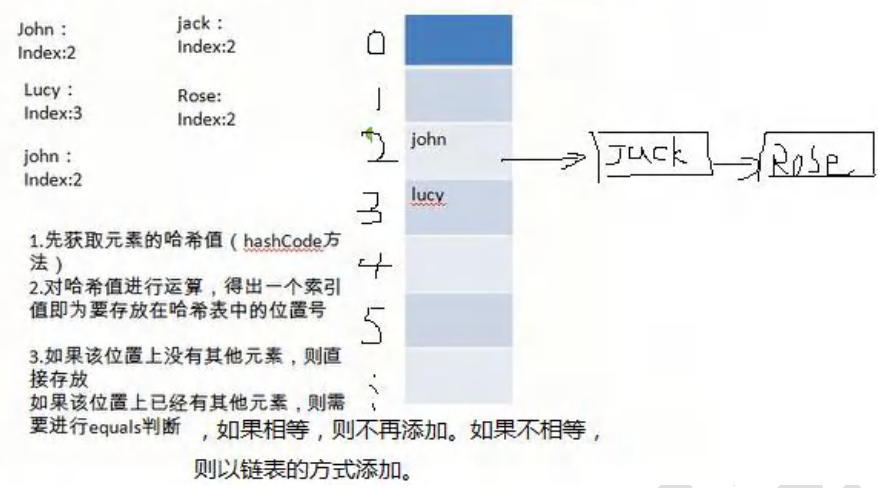 John：
Index:2
jack：
Index:2
Lucy：
Index:3
Rose:
Index:2
john：
Index:2
0
1
2
john
Jack
Rose
3
lucy
4
5
1.先获取元素的哈希值（hashCode方
法）
2.对哈希值进行运算，得出一个索引
值即为要存放在哈希表中的位置号
3.如果该位置上没有其他元素，则直
接存放
如果该位置上已经有其他元素，则需
要进行equals判断，如果相等，则不再添加。如果不相等，
则以链表的方式添加。